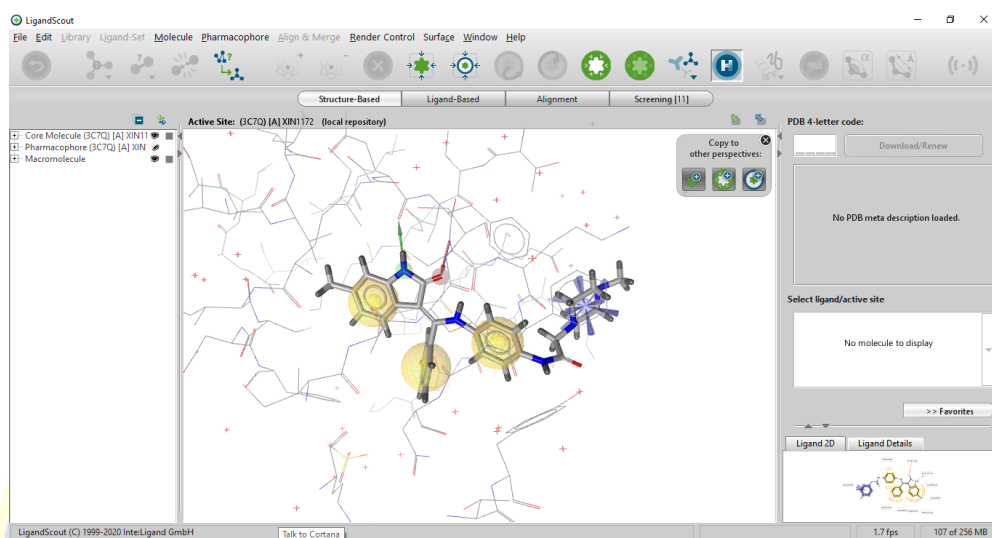 LigandScout
File Edit Library Ligand-Set Molecule Pharmacophore Align & Merge Render Control Surface Window Help
H
Structure-Based Ligand-Based Alignment Screening [11]
Active Site: (3C7Q) [A] XIN1172 (local repository)
Core Molecule (3C7Q) [A] XIN11
Pharmacophore (3C7Q) [A] XIN
Macromolecule
Copy to
other perspectives:
PDB 4-letter code:
Download/Renew
No PDB meta description loaded.
Select ligand/active site
No molecule to display
>> Favorites
Ligand 2D Ligand Details
LigandScout (C) 1999-2020 Inte:Ligand GmbH
Talk to Cortana
1.7 fps 107 of 256 MB